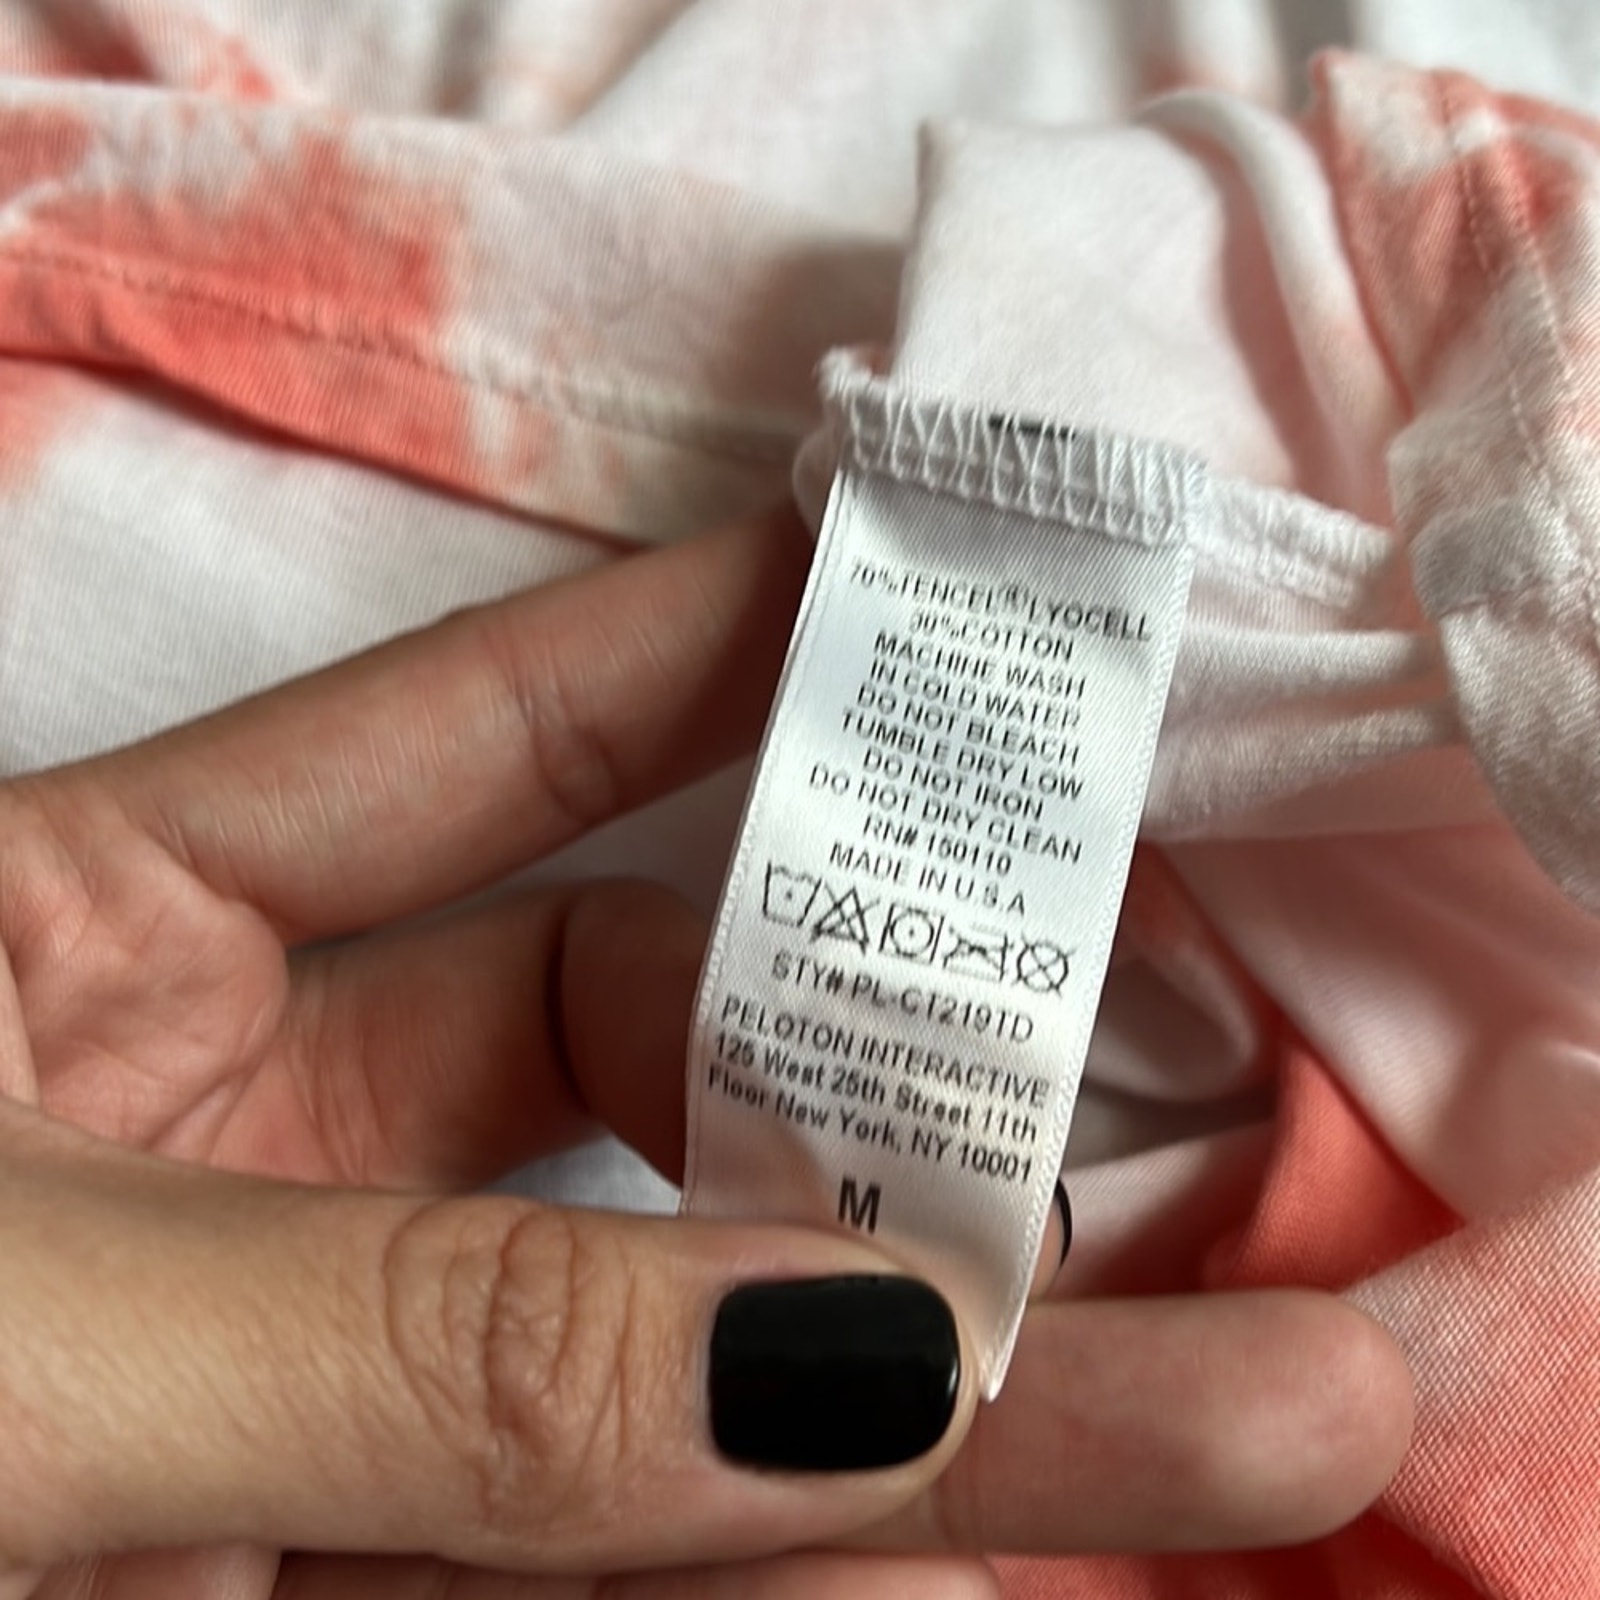 70%TENCEL®LYOCELL
30%COTTON
MACHINE WASH
IN COLD WATER
DO NOT BLEACH
TUMBLE DRY LOW
DO NOT IRON
DO NOT DRY CLEAN
RN# 150110
MADE IN U.S.A
STY# PL-CT219TD
PELOTON INTERACTIVE
125 West 25th Street 11th
Floor New York, NY 10001
M